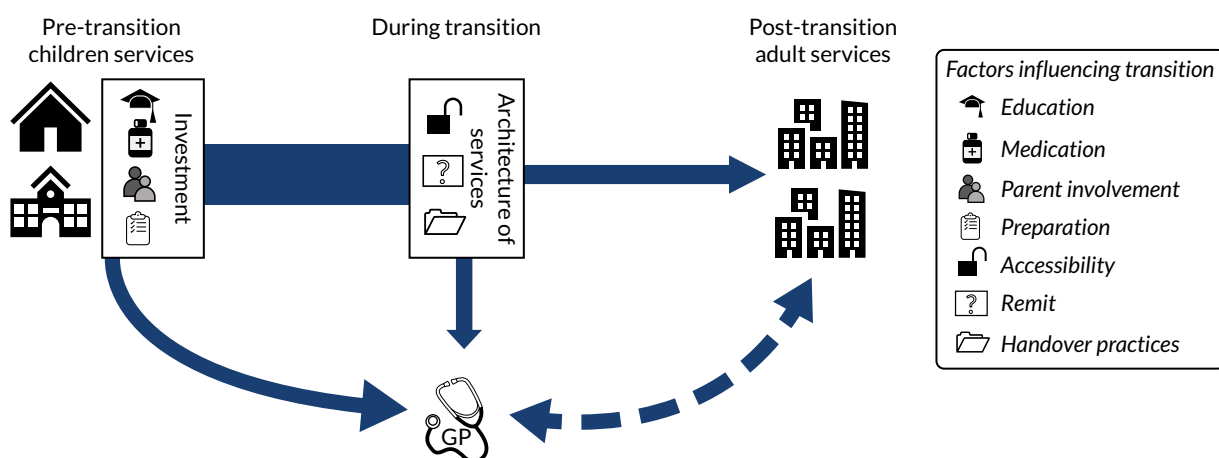 Pre-transition
children services
During transition
Post-transition
adult services
Investment
Architecture of
services
?
GP
Factors influencing transition
Education
Medication
Parent involvement
Preparation
Accessibility
? Remit
Handover practices